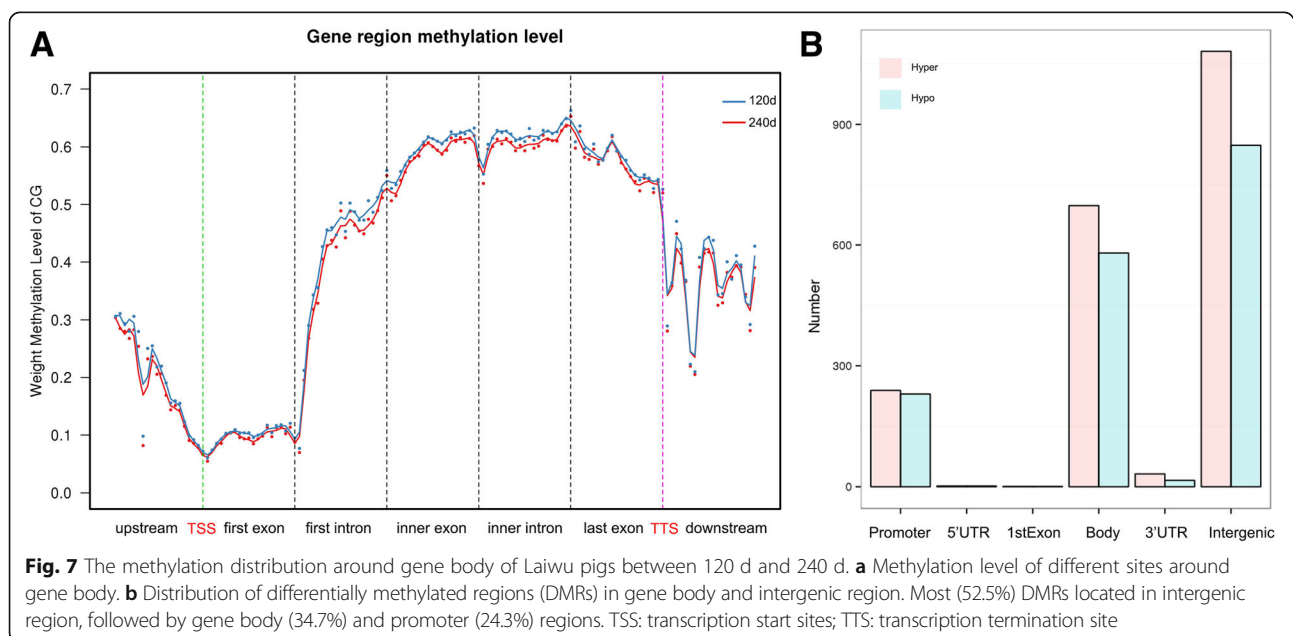 A
Gene region methylation level
Weight Methylation Level of CG
0.7
0.6
0.5
0.4
0.3
0.2
0.1
0.0
120d
240d
upstream TSS first exon first intron inner exon inner intron last exon TTS downstream
B
Hyper
Hypo
Number
900
600
300
0
Promoter 5'UTR 1stExon Body 3'UTR Intergenic
Fig. 7 The methylation distribution around gene body of Laiwu pigs between 120 d and 240 d. a Methylation level of different sites around
gene body. b Distribution of differentially methylated regions (DMRs) in gene body and intergenic region. Most (52.5%) DMRs located in intergenic
region, followed by gene body (34.7%) and promoter (24.3%) regions. TSS: transcription start sites; TTS: transcription termination site